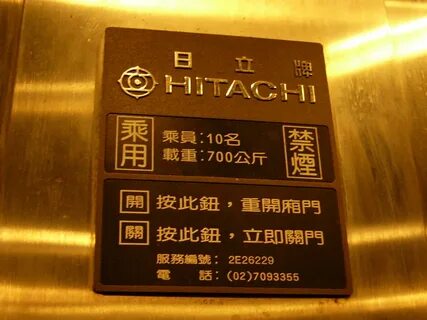 日立牌
HITACHI
乘用
乘員:10名
載重:700公斤
禁煙
開 按此鈕，重開廂門
關 按此鈕，立即關門
服務編號: 2E26229
電話: (02)7093355